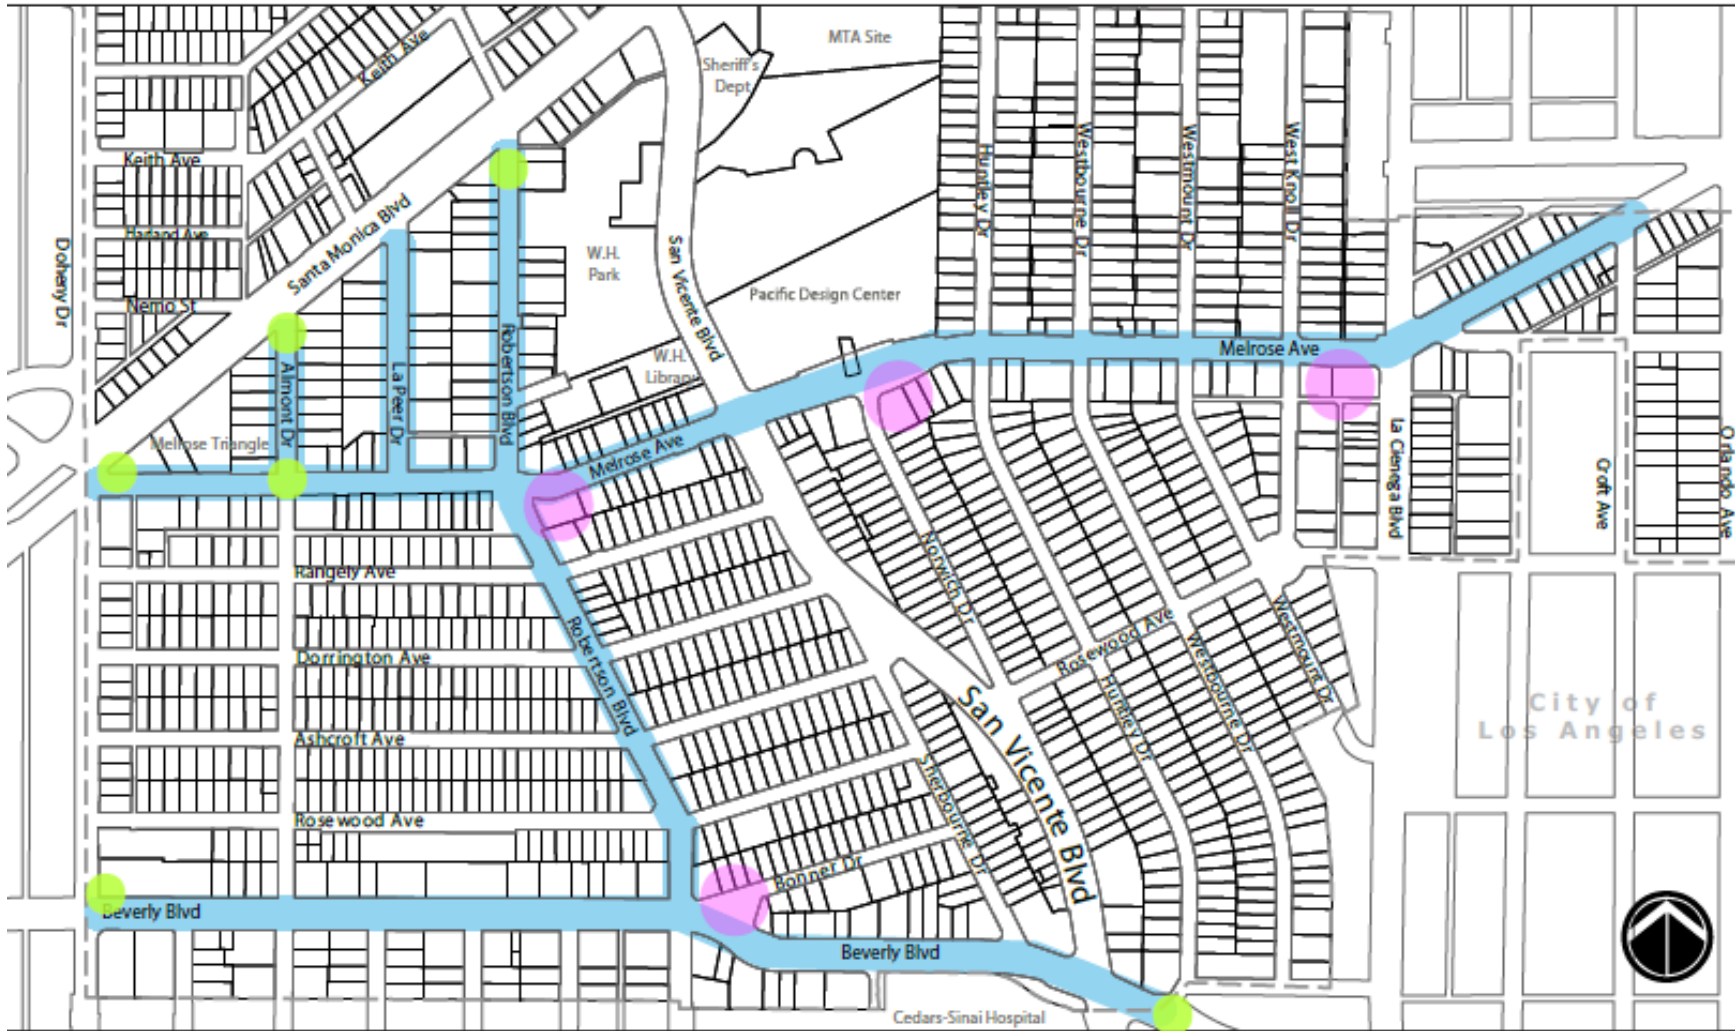 MTA Site
Keith Ave
Sheriff's
Dept
Keith Ave
Huntley Dr
Westbourne Dr
Westmount Dr
West Knoll Dr
Harland Ave
Santa Monica Blvd
Doheny Dr
San Vicente Blvd
W.H.
Park
Pacific Design Center
Nemo St
Robertson Blvd
W.H.
Library
Melrose Ave
Almont Dr
La Peer Dr
Melrose Triangle
Melrose Ave
La Cienega Blvd
Croft Ave
Orlando Ave
Rangely Ave
Norwich Dr
Rosewood Ave
Westmount Dr
Dorrington Ave
Robertson Blvd
Westbourne Dr
Huntley Dr
San Vicente Blvd
City of
Los Angeles
Ashcroft Ave
Sherbourne Dr
Rosewood Ave
Bonner Dr
Beverly Blvd
Beverly Blvd
Cedars-Sinai Hospital